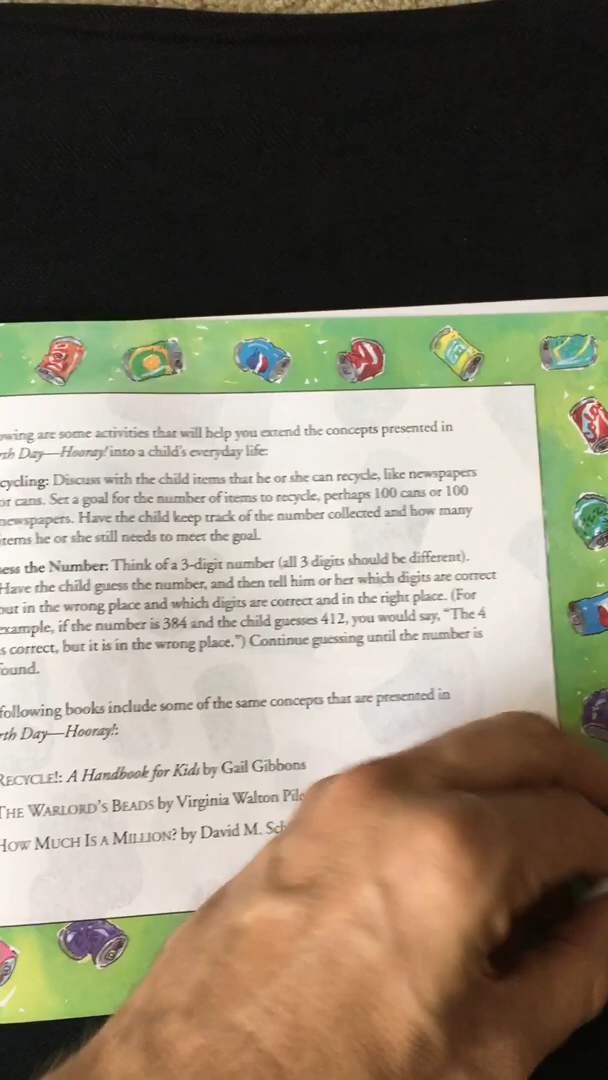 owing are some activities that will help you extend the concepts presented in
rth Day—Hooray! into a child's everyday life:
cycling: Discuss with the child items that he or she can recycle, like newspapers
or cans. Set a goal for the number of items to recycle, perhaps 100 cans or 100
newspapers. Have the child keep track of the number collected and how many
items he or she still needs to meet the goal.
ess the Number: Think of a 3-digit number (all 3 digits should be different).
Have the child guess the number, and then tell him or her which digits are correct
but in the wrong place and which digits are correct and in the right place. (For
example, if the number is 384 and the child guesses 412, you would say, "The 4
s correct, but it is in the wrong place.") Continue guessing until the number is
found.
following books include some of the same concepts that are presented in
rth Day—Hooray!:
RECYCLE!: A Handbook for Kids by Gail Gibbons
THE WARLORD'S BEADS by Virginia Walton Pil
HOW MUCH IS A MILLION? by David M. Sch